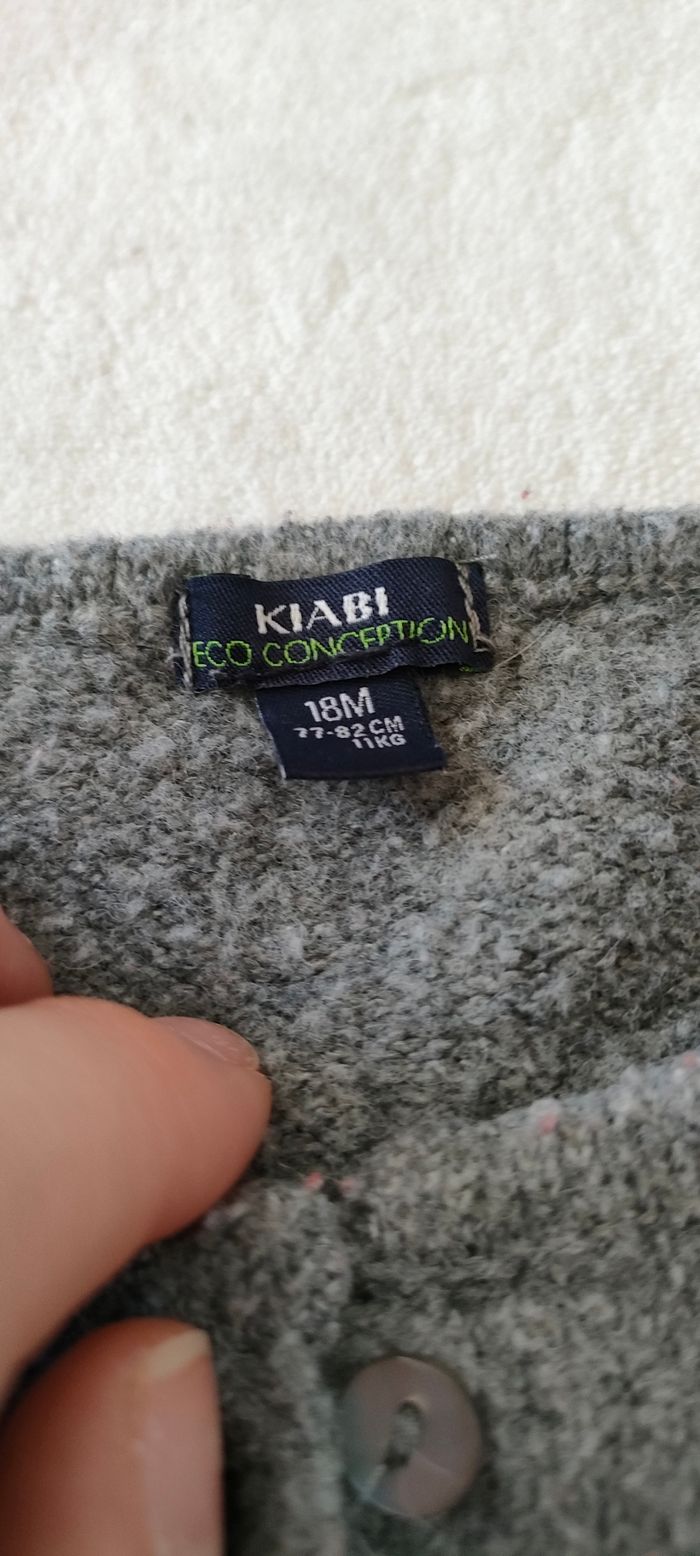 KIABI
ECO CONCEPTION
18M
77-82 CM
11KG